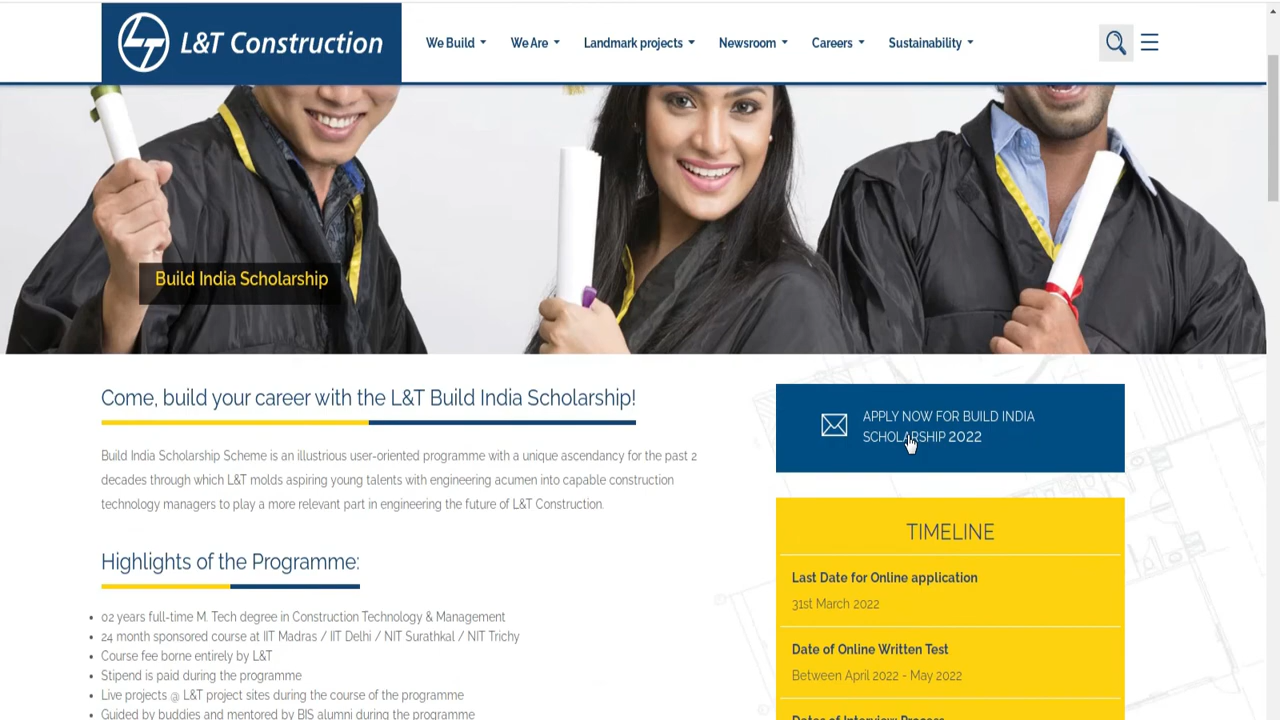 L&T Construction
We Build
We Are
Landmark projects
Newsroom
Careers
Sustainability
Build India Scholarship
Come, build your career with the L&T Build India Scholarship!
Build India Scholarship Scheme is an illustrious user-oriented programme with a unique ascendancy for the past 2
decades through which L&T molds aspiring young talents with engineering acumen into capable construction
technology managers to play a more relevant part in engineering the future of L&T Construction.
Highlights of the Programme:
02 years full-time M. Tech degree in Construction Technology & Management
24 month sponsored course at IIT Madras / IIT Delhi / NIT Surathkal / NIT Trichy
Course fee borne entirely by L&T
Stipend is paid during the programme
Live projects @ L&T project sites during the course of the programme
Guided by buddies and mentored by BIS alumni during the programme
APPLY NOW FOR BUILD INDIA
SCHOLARSHIP 2022
TIMELINE
Last Date for Online application
31st March 2022
Date of Online Written Test
Between April 2022 - May 2022
Dates of Interview Process